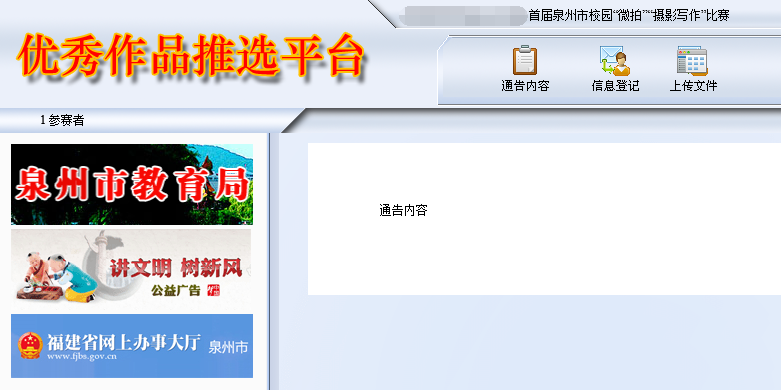 首届泉州市校园“微拍”“摄影写作”比赛
优秀作品推选平台
通告内容
信息登记
上传文件
1 参赛者
泉州市教育局
通告内容
讲文明 树新风
公益广告
福建省网上办事大厅 泉州市
www.fjbs.gov.cn